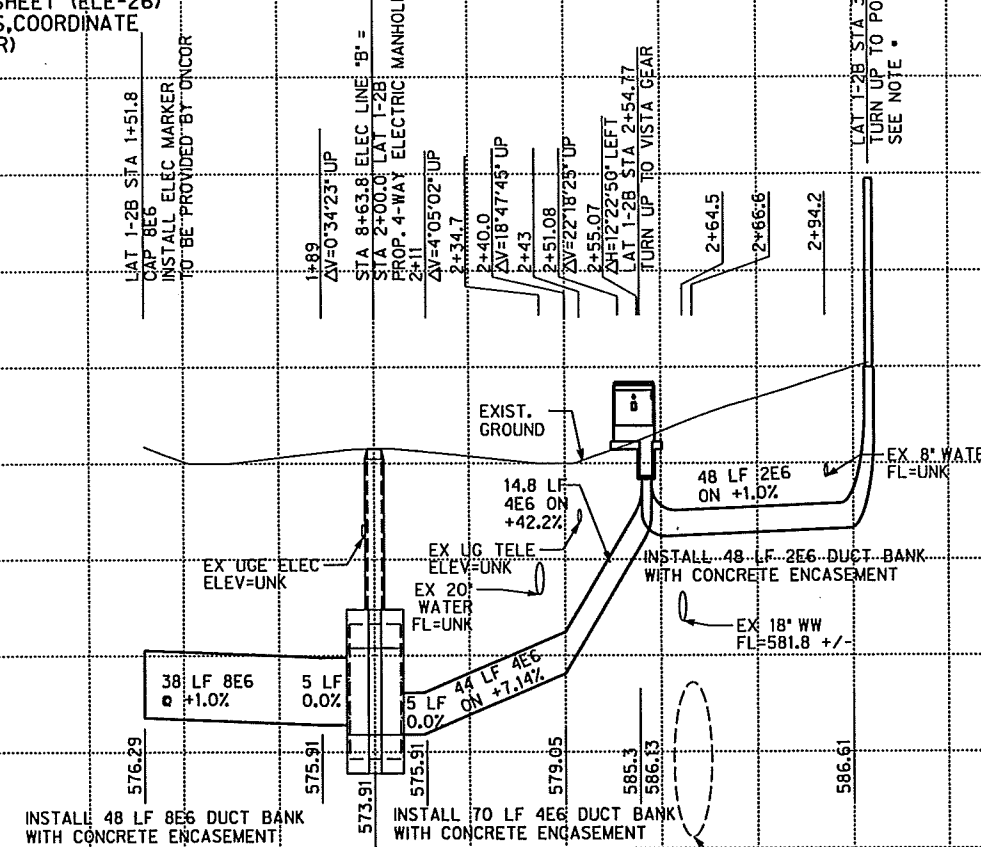 SHEET (ELE-26)
S,COORDINATE
R)
LAT 1-2B STA 1+51.8
CAP 8E6
INSTALL ELEC MARKER
TO BE PROVIDED BY ONCOR
1+89
ΔV=0°34'23" UP
STA 8+63.8 ELEC LINE "B" =
STA 2+00.0 LAT 1-2B
PROP. 4-WAY ELECTRIC MANHOL
2+11
ΔV=4°05'02" UP
2+34.7
2+40.0
ΔV=18°47'45" UP
2+43
2+51.08
ΔV=22°18'25" UP
2+55.07
ΔH=12°22'50" LEFT
LAT 1-2B STA 2+54.77
TURN UP TO VISTA GEAR
2+64.5
2+66.6
2+94.2
LAT 1-2B STA
TURN UP TO PO
SEE NOTE *
EXIST.
GROUND
14.8 LF
4E6 ON
+42.2%
48 LF 2E6
ON +1.0%
EX 8" WATE
FL=UNK
EX UGE ELEC
ELEV=UNK
EX UG TELE
ELEV=UNK
EX 20"
WATER
FL=UNK
INSTALL 48 LF 2E6 DUCT BANK
WITH CONCRETE ENCASEMENT
EX 18" WW
FL=581.8 +/-
38 LF 8E6
@ +1.0%
5 LF
0.0%
5 LF
0.0%
44 LF 4E6
ON +7.14%
576.29
575.91
573.91
575.91
579.05
585.3
586.13
586.61
INSTALL 48 LF 8E6 DUCT BANK
WITH CONCRETE ENCASEMENT
INSTALL 70 LF 4E6 DUCT BANK
WITH CONCRETE ENCASEMENT